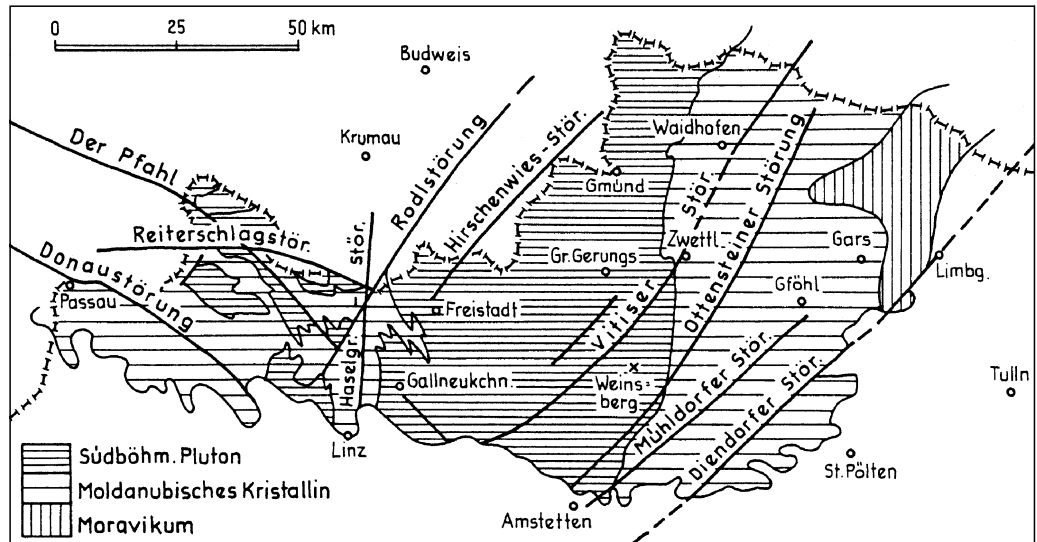 0 25 50 km
Budweis
Krumau
Der Pfahl
Rodlstörung
Hirschenwies-Stör.
Waidhofen
Gmünd
Reiterschlagstör.
Donaustörung
Passau
Haselgr.-Stör.
Freistadt
Gr. Gerungs
Zwettl
Vitiser Stör.
Ottensteiner Störung
Gars
Gföhl
Limbg.
Gallneukchn.
Weins-
berg
Mühldorfer Stör.
Diendorfer Stör.
Tulln
Linz
St. Pölten
Amstetten
Südböhm. Pluton
Moldanubisches Kristallin
Moravikum